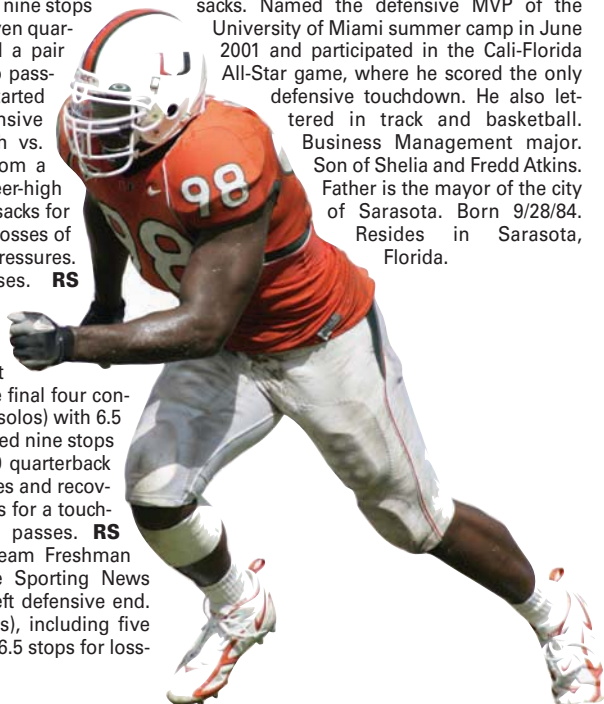 nine stops
ven quar-
d a pair
pass-
tarted
nsive
vs.
om a
er-high
sacks for
osses of
ressures.
ses. RS
t
final four con-
solos) with 6.5
ed nine stops
quarterback
es and recov-
s for a touch-
passes. RS
eam Freshman
e Sporting News
eft defensive end.
s), including five
6.5 stops for loss-
sacks. Named the defensive MVP of the
University of Miami summer camp in June
2001 and participated in the Cali-Florida
All-Star game, where he scored the only
defensive touchdown. He also let-
tered in track and basketball.
Business Management major.
Son of Shelia and Fredd Atkins.
Father is the mayor of the city
of Sarasota. Born 9/28/84.
Resides in Sarasota,
Florida.
98
98